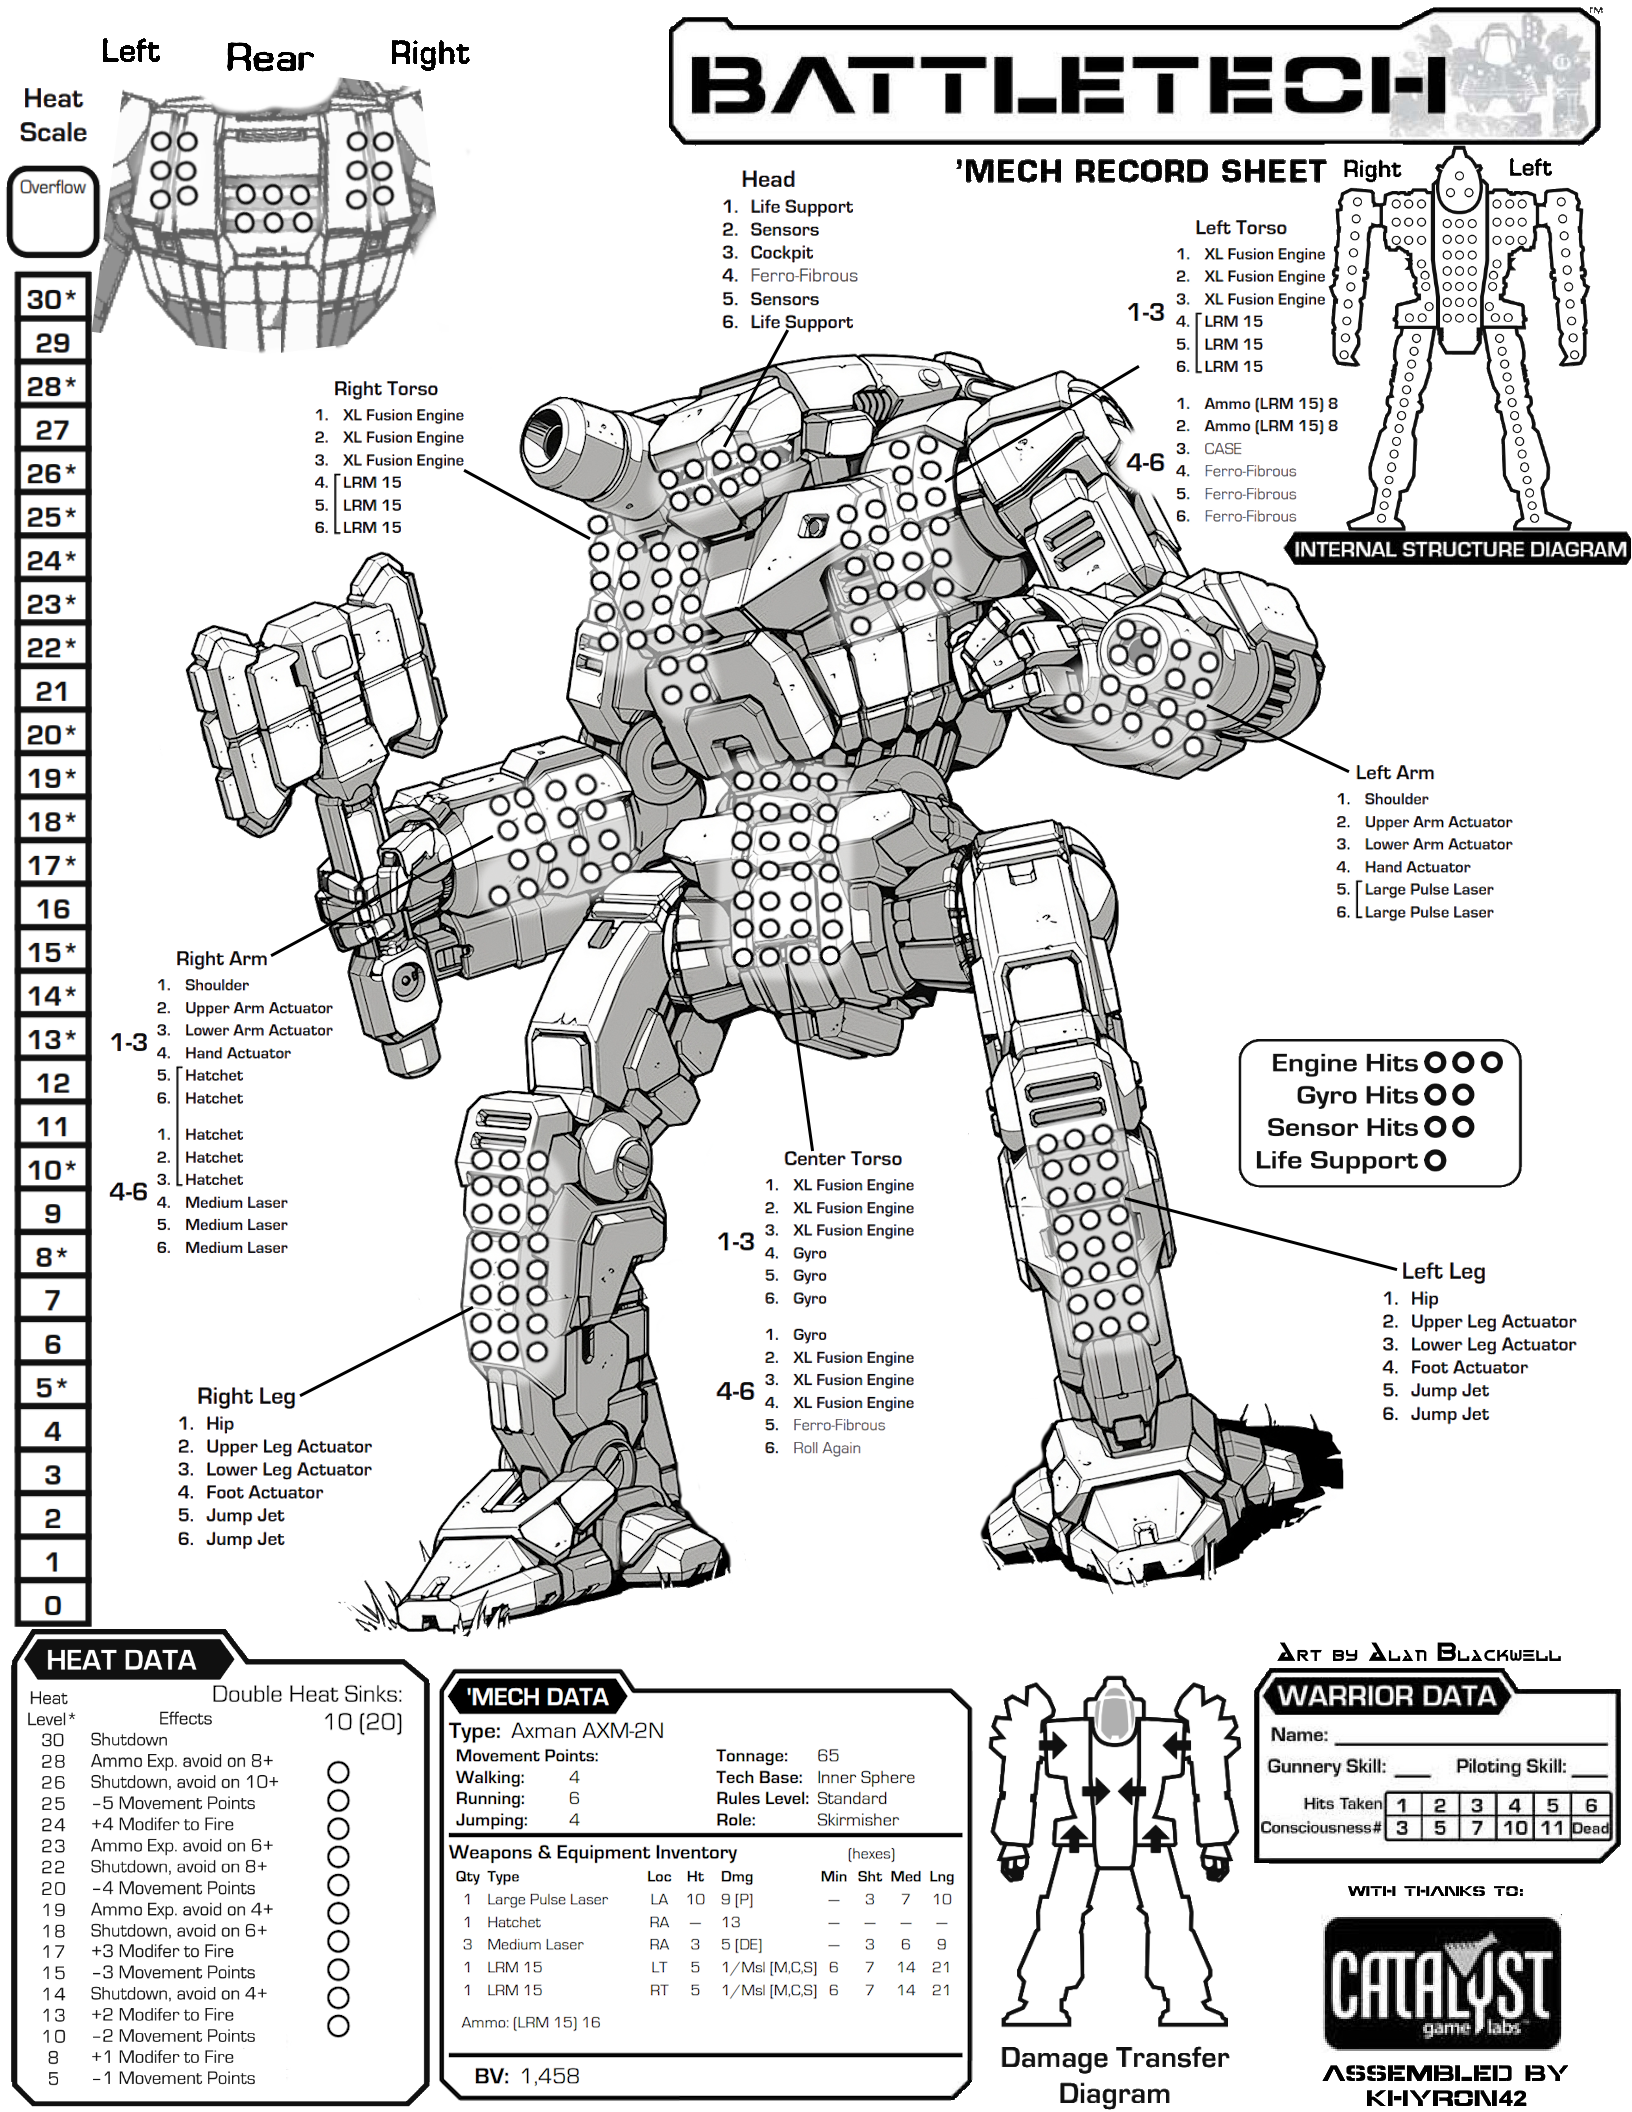 Left Rear Right
BATTLETECH
TM
'MECH RECORD SHEET
Heat
Scale
Overflow
30*
29
28*
27
26*
25*
24*
23*
22*
21
20*
19*
18*
17*
16
15*
14*
13*
12
11
10*
9
8*
7
6
5*
4
3
2
1
0
Head
1. Life Support
2. Sensors
3. Cockpit
4. Ferro-Fibrous
5. Sensors
6. Life Support
Right Left
INTERNAL STRUCTURE DIAGRAM
Left Torso
1-3
1. XL Fusion Engine
2. XL Fusion Engine
3. XL Fusion Engine
4. LRM 15
5. LRM 15
6. LRM 15
4-6
1. Ammo (LRM 15) 8
2. Ammo (LRM 15) 8
3. CASE
4. Ferro-Fibrous
5. Ferro-Fibrous
6. Ferro-Fibrous
Right Torso
1. XL Fusion Engine
2. XL Fusion Engine
3. XL Fusion Engine
4. LRM 15
5. LRM 15
6. LRM 15
Left Arm
1. Shoulder
2. Upper Arm Actuator
3. Lower Arm Actuator
4. Hand Actuator
5. Large Pulse Laser
6. Large Pulse Laser
Right Arm
1-3
1. Shoulder
2. Upper Arm Actuator
3. Lower Arm Actuator
4. Hand Actuator
5. Hatchet
6. Hatchet
4-6
1. Hatchet
2. Hatchet
3. Hatchet
4. Medium Laser
5. Medium Laser
6. Medium Laser
Engine Hits
Gyro Hits
Sensor Hits
Life Support
Center Torso
1-3
1. XL Fusion Engine
2. XL Fusion Engine
3. XL Fusion Engine
4. Gyro
5. Gyro
6. Gyro
4-6
1. Gyro
2. XL Fusion Engine
3. XL Fusion Engine
4. XL Fusion Engine
5. Ferro-Fibrous
6. Roll Again
Left Leg
1. Hip
2. Upper Leg Actuator
3. Lower Leg Actuator
4. Foot Actuator
5. Jump Jet
6. Jump Jet
Right Leg
1. Hip
2. Upper Leg Actuator
3. Lower Leg Actuator
4. Foot Actuator
5. Jump Jet
6. Jump Jet
HEAT DATA
Heat Level* Effects
Double Heat Sinks:
10 (20)
30 Shutdown
28 Ammo Exp. avoid on 8+
26 Shutdown, avoid on 10+
25 -5 Movement Points
24 +4 Modifer to Fire
23 Ammo Exp. avoid on 6+
22 Shutdown, avoid on 8+
20 -4 Movement Points
19 Ammo Exp. avoid on 4+
18 Shutdown, avoid on 6+
17 +3 Modifer to Fire
15 -3 Movement Points
14 Shutdown, avoid on 4+
13 +2 Modifer to Fire
10 -2 Movement Points
8 +1 Modifer to Fire
5 -1 Movement Points
'MECH DATA
Type: Axman AXM-2N
Movement Points: Tonnage: 65
Walking: 4 Tech Base: Inner Sphere
Running: 6 Rules Level: Standard
Jumping: 4 Role: Skirmisher
Weapons & Equipment Inventory (hexes)
Qty Type Loc Ht Dmg Min Sht Med Lng
1 Large Pulse Laser LA 10 9 [P] — 3 7 10
1 Hatchet RA — 13 — — — —
3 Medium Laser RA 3 5 [DE] — 3 6 9
1 LRM 15 LT 5 1/Msl [M,C,S] 6 7 14 21
1 LRM 15 RT 5 1/Msl [M,C,S] 6 7 14 21
Ammo: (LRM 15) 16
BV: 1,458
Damage Transfer
Diagram
Art by Alan Blackwell
WARRIOR DATA
Name:
Gunnery Skill: Piloting Skill:
Hits Taken 1 2 3 4 5 6
Consciousness# 3 5 7 10 11 Dead
WITH THANKS TO:
CATALYST
game labs
ASSEMBLED BY
KHYRON42